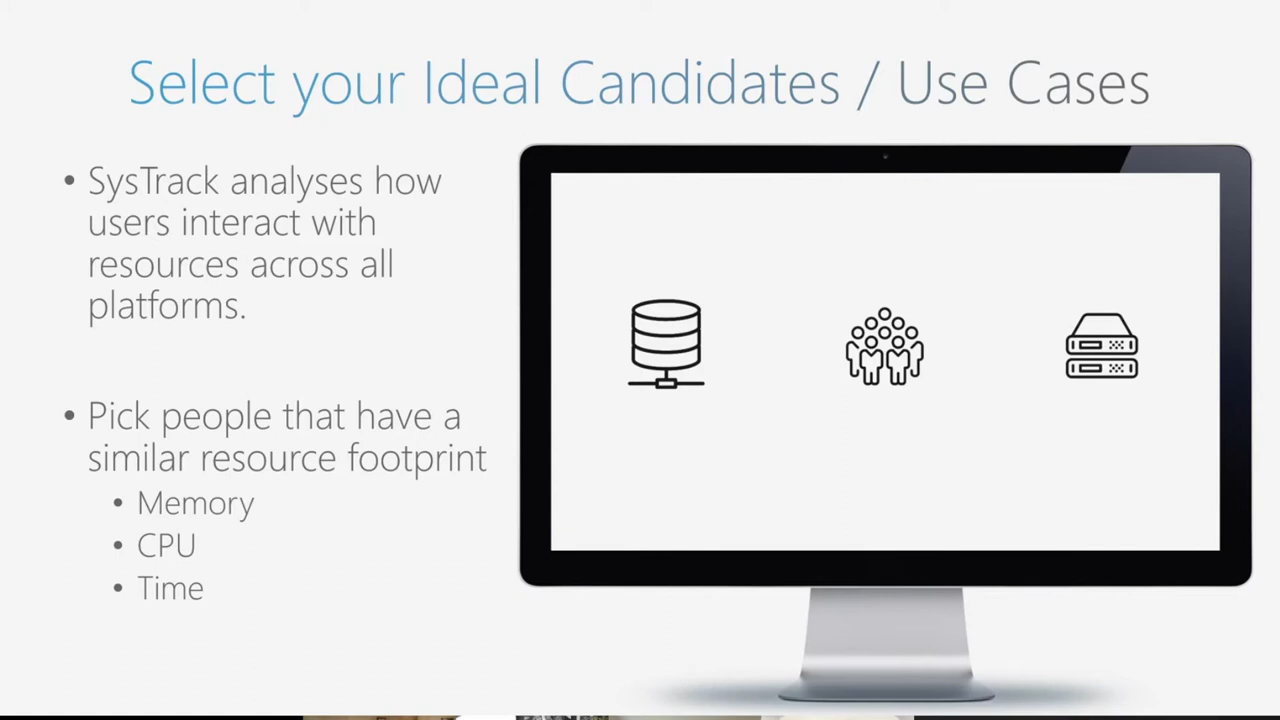 Select your Ideal Candidates / Use Cases
• SysTrack analyses how
users interact with
resources across all
platforms.
• Pick people that have a
similar resource footprint
• Memory
• CPU
• Time